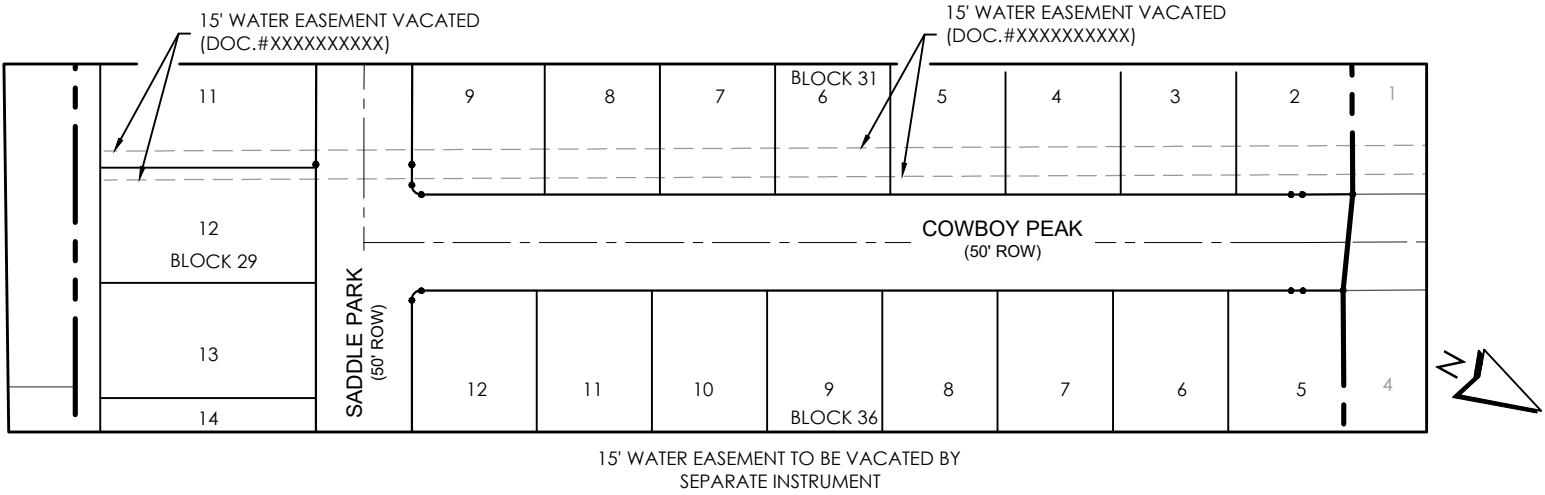 15' WATER EASEMENT VACATED
(DOC.#XXXXXXXXXX)
15' WATER EASEMENT VACATED
(DOC.#XXXXXXXXXX)
BLOCK 31
11
9
8
7
6
5
4
3
2
1
12
BLOCK 29
COWBOY PEAK
(50' ROW)
SADDLE PARK
(50' ROW)
13
14
12
11
10
9
8
7
6
5
4
BLOCK 36
N
15' WATER EASEMENT TO BE VACATED BY
SEPARATE INSTRUMENT